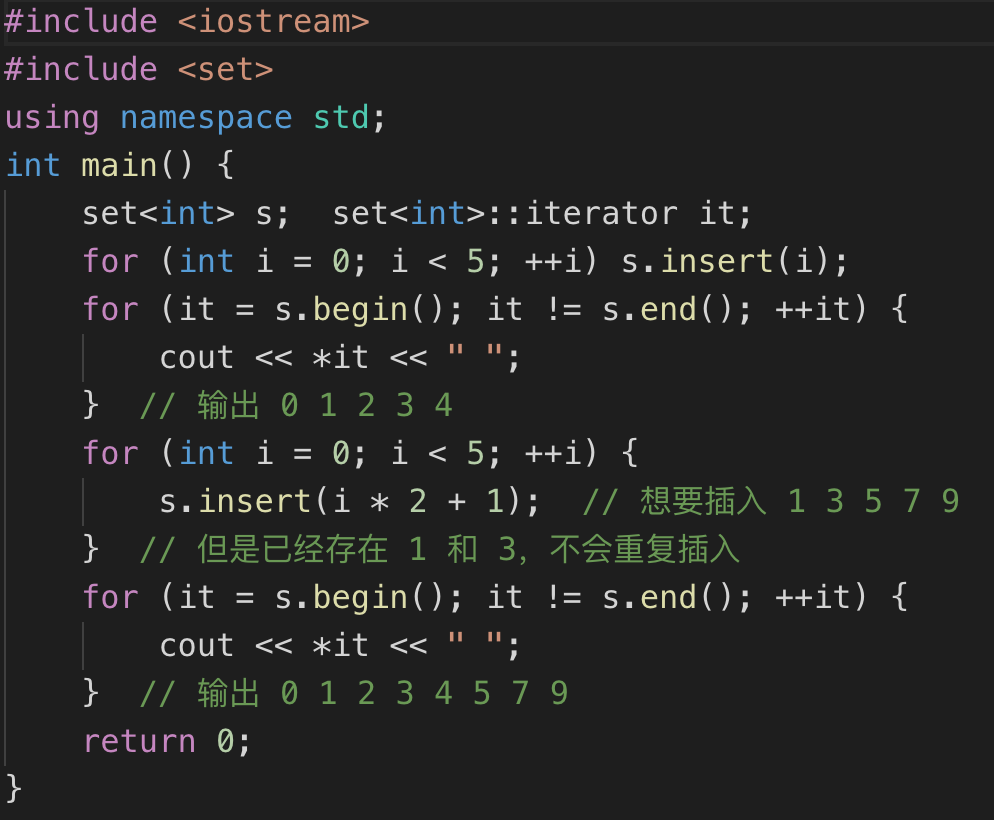 #include <iostream>
#include <set>
using namespace std;
int main() {
    set<int> s;  set<int>::iterator it;
    for (int i = 0; i < 5; ++i) s.insert(i);
    for (it = s.begin(); it != s.end(); ++it) {
        cout << *it << " ";
    }  // 输出 0 1 2 3 4
    for (int i = 0; i < 5; ++i) {
        s.insert(i * 2 + 1);  // 想要插入 1 3 5 7 9
    }  // 但是已经存在 1 和 3，不会重复插入
    for (it = s.begin(); it != s.end(); ++it) {
        cout << *it << " ";
    }  // 输出 0 1 2 3 4 5 7 9
    return 0;
}